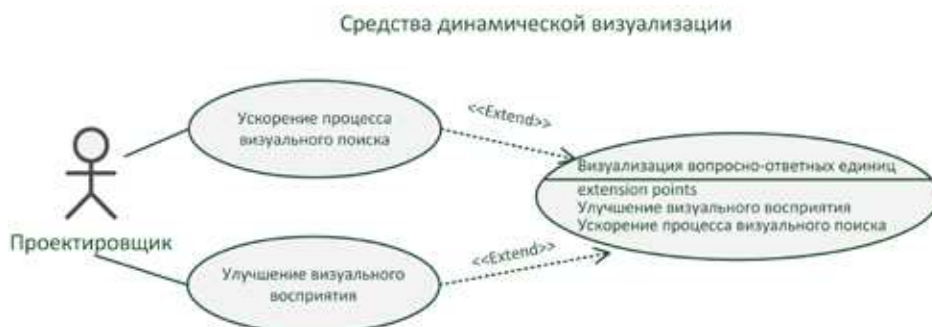 Средства динамической визуализации
Ускорение процесса
визуального поиска
<<Extend>>
Визуализация вопросно-ответных единиц
extension points
Улучшение визуального восприятия
Ускорение процесса визуального поиска
Проектировщик
<<Extend>>
Улучшение визуального
восприятия